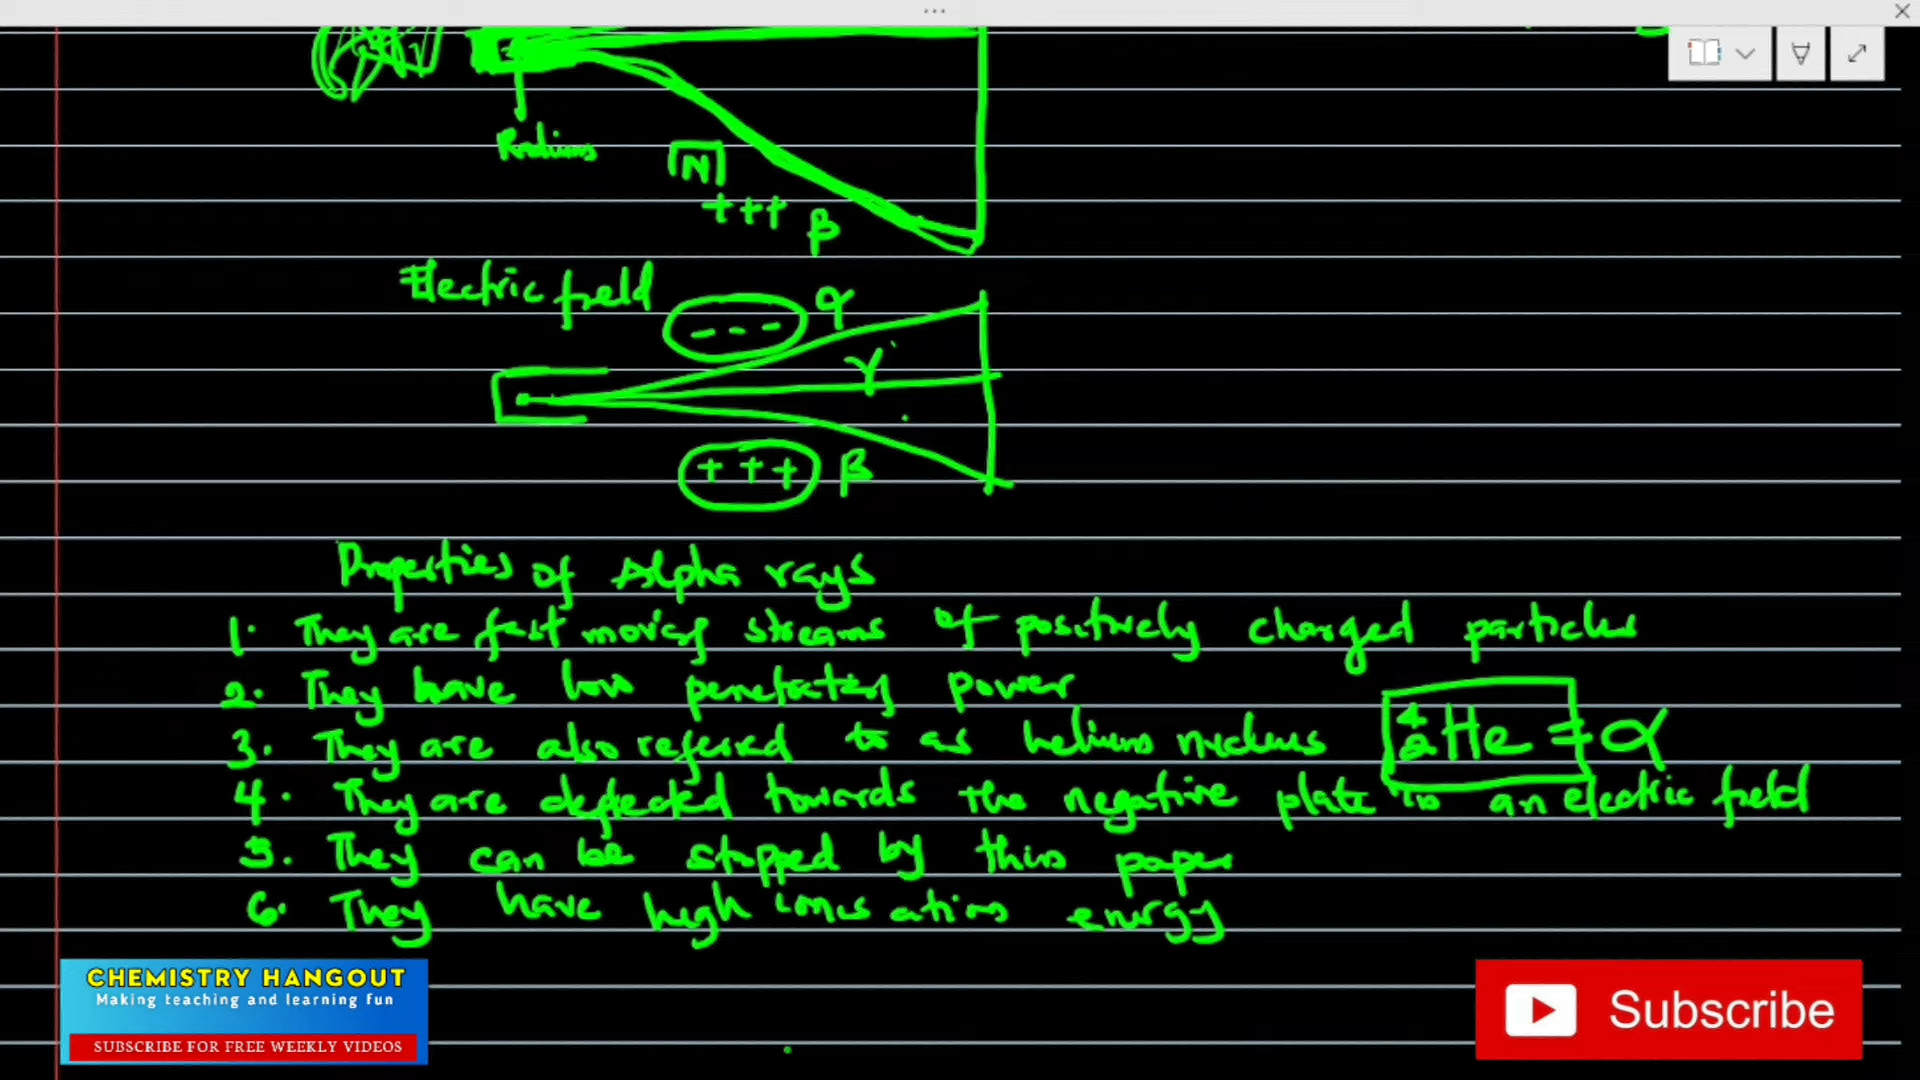 Radium
N
+++ β
Electric field
--- α
γ
+++ β
Properties of Alpha rays
1. They are fast moving streams of positively charged particles
2. They have low penetrating power
3. They are also referred to as helium nucleus ⁴₂He = α
4. They are deflected towards the negative plate in an electric field
5. They can be stopped by thin paper
6. They have high ionisation energy
CHEMISTRY HANGOUT
Making teaching and learning fun
SUBSCRIBE FOR FREE WEEKLY VIDEOS
Subscribe